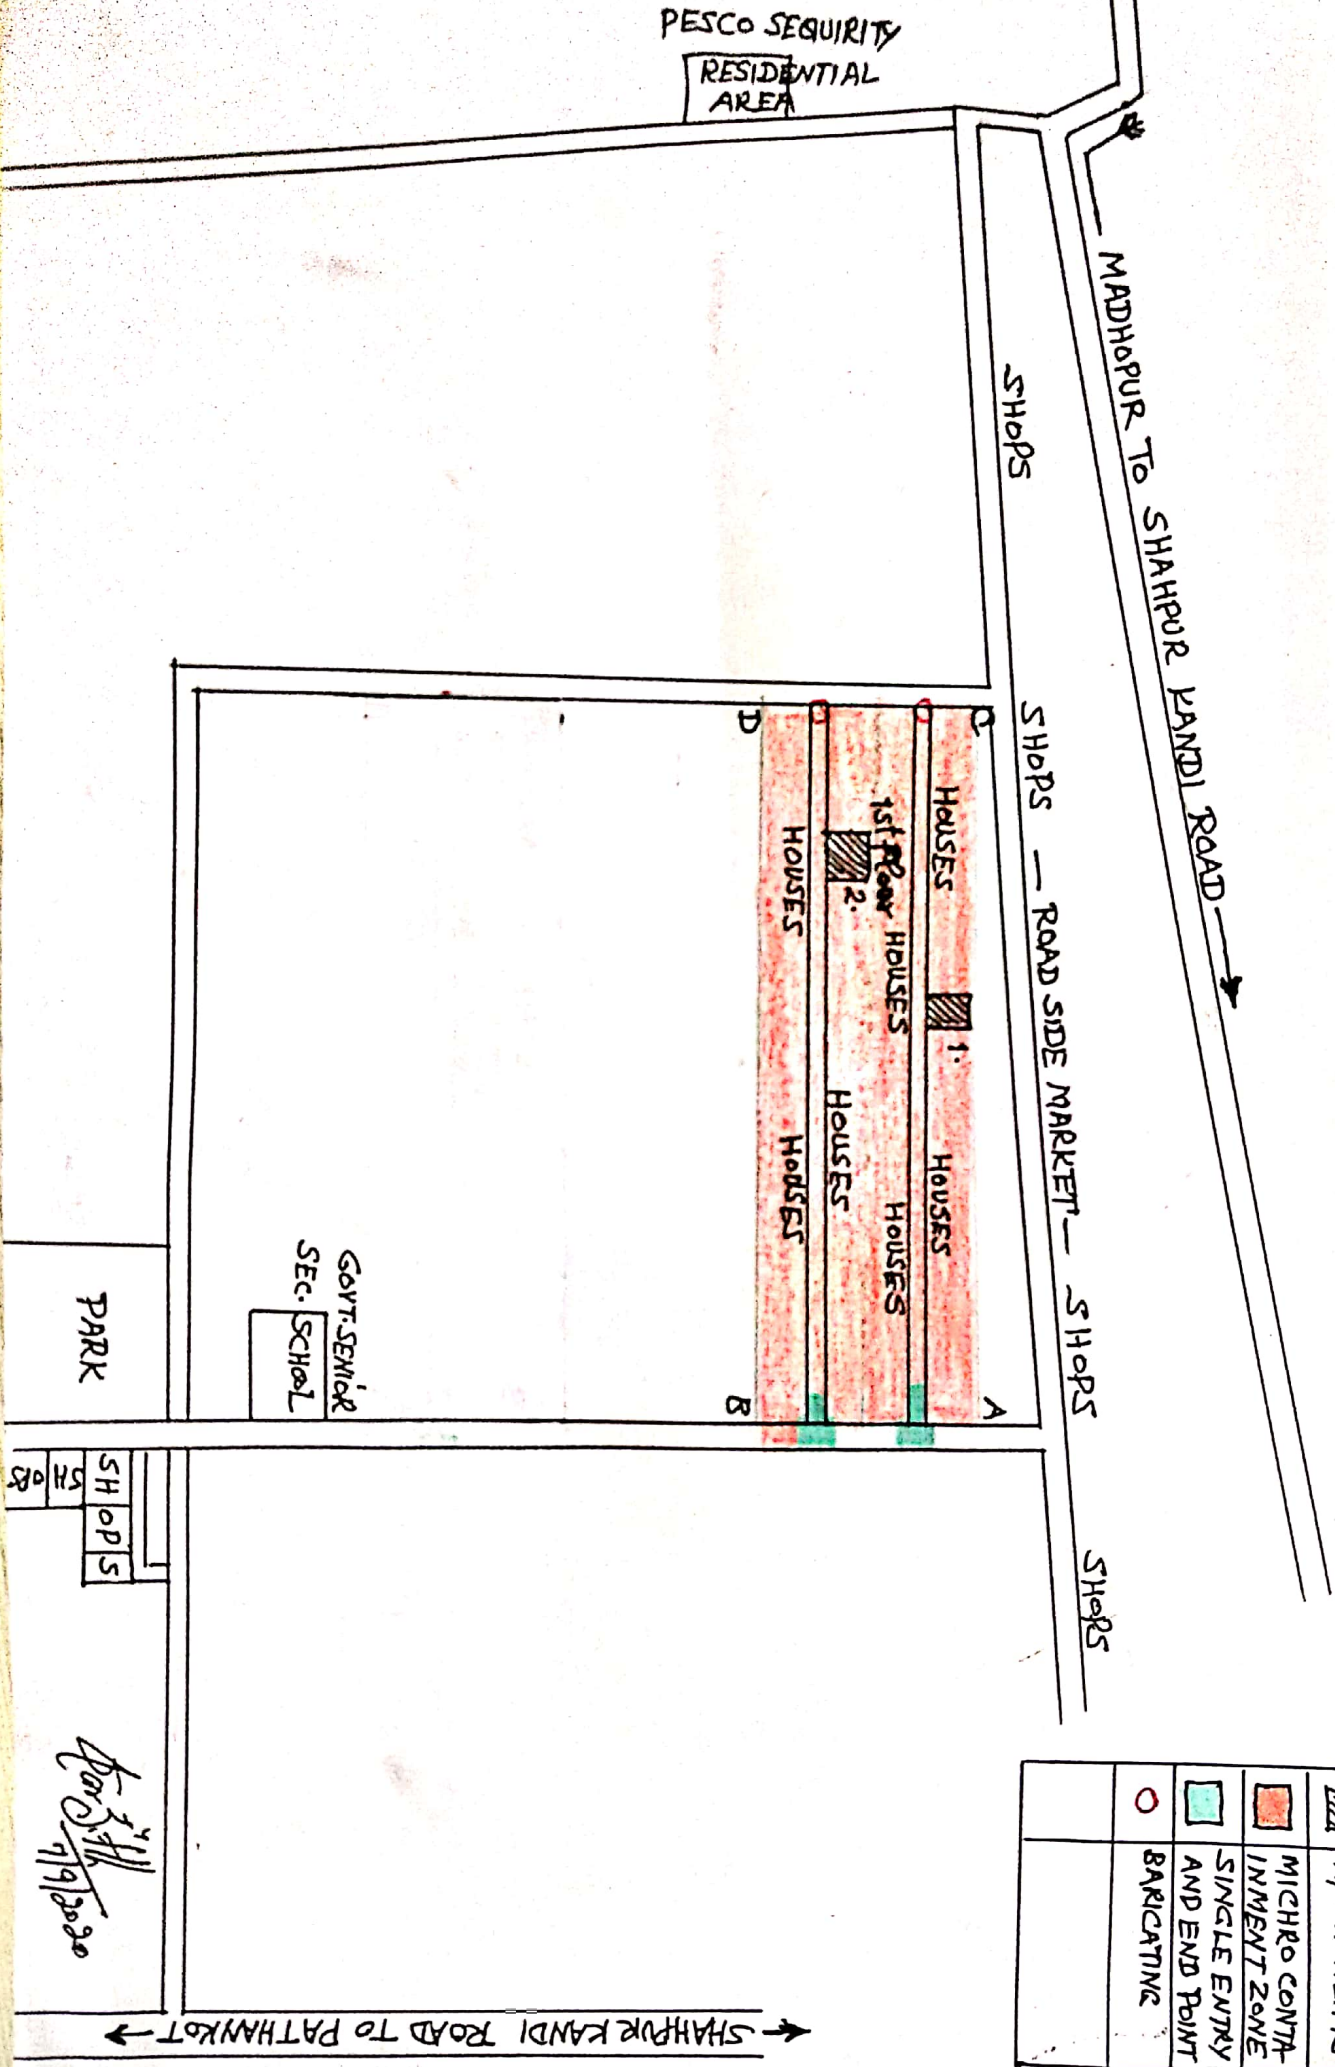 PESCO SEQUIRITY
RESIDENTIAL
AREA
MADHOPUR TO SHAHPUR KANDI ROAD
SHOPS
SHOPS — ROAD SIDE MARKET — SHOPS
SHOPS
C
D
A
B
HOUSES
HOUSES
1.
1st Floor
HOUSES
HOUSES
2.
HOUSES
HOUSES
HOUSES
GOVT. SENIOR
SEC. SCHOOL
PARK
SHOPS
SHOPS
7/9/2020
SHAHPUR KANDI ROAD TO PATHANKOT
MICHRO CONTA
INMENT ZONE
SINGLE ENTRY
AND END POINT
BARICATING